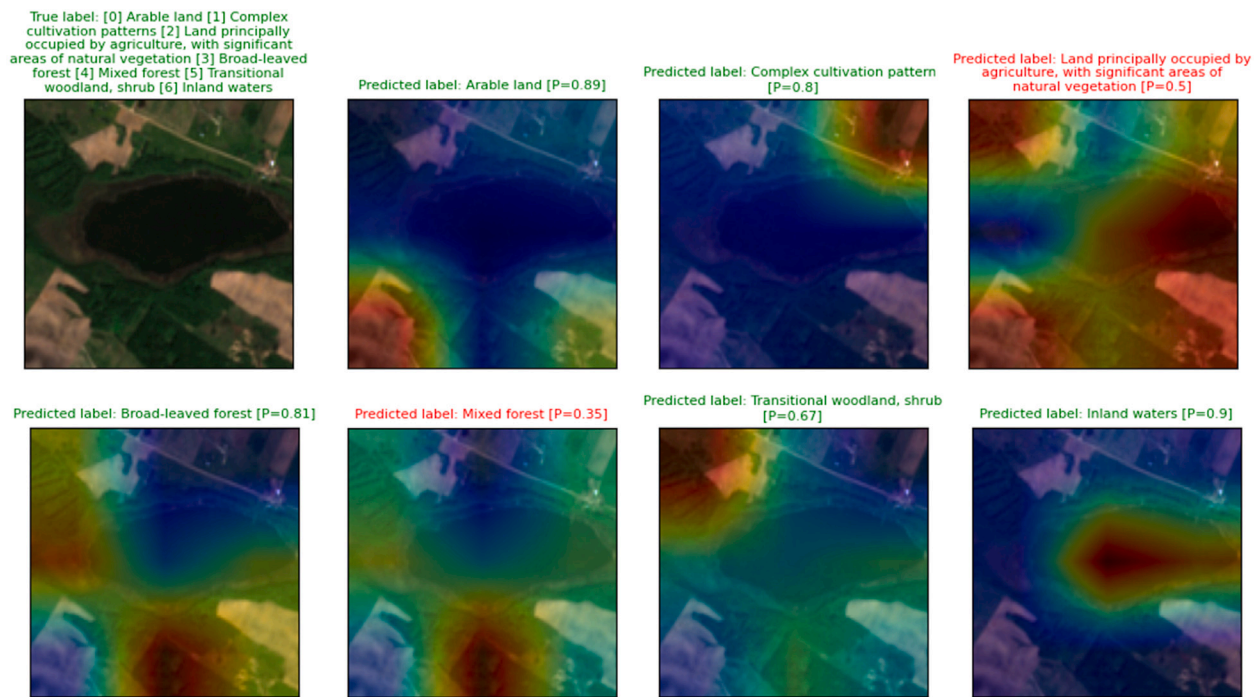 True label: [0] Arable land [1] Complex
cultivation patterns [2] Land principally
occupied by agriculture, with significant
areas of natural vegetation [3] Broad-leaved
forest [4] Mixed forest [5] Transitional
woodland, shrub [6] Inland waters
Predicted label: Arable land [P=0.89]
Predicted label: Complex cultivation pattern
[P=0.8]
Predicted label: Land principally occupied by
agriculture, with significant areas of
natural vegetation [P=0.5]
Predicted label: Broad-leaved forest [P=0.81]
Predicted label: Mixed forest [P=0.35]
Predicted label: Transitional woodland, shrub
[P=0.67]
Predicted label: Inland waters [P=0.9]